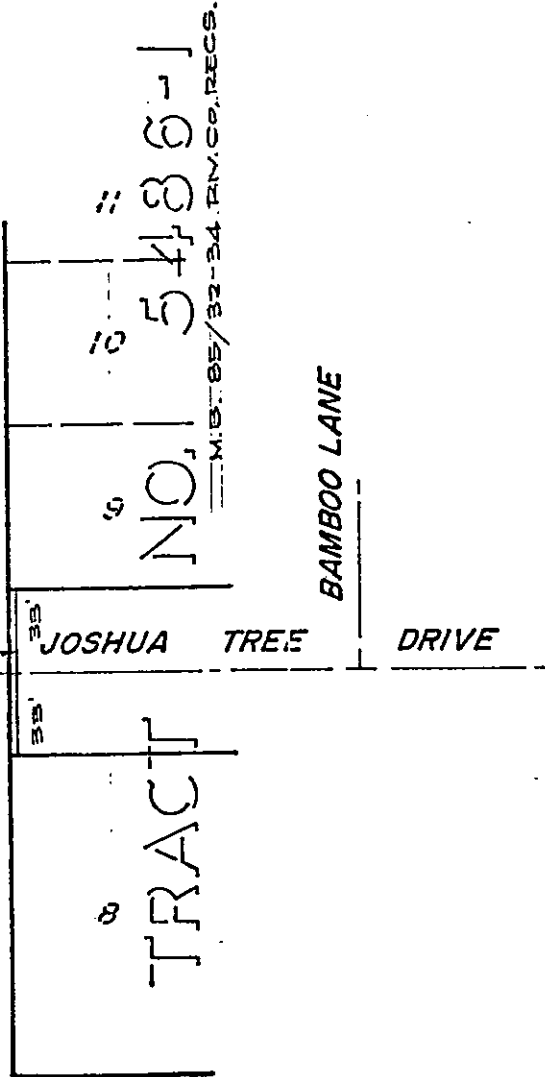 TRACT NO. 5486-1
M.B. 85/32-34 RIV. CO. RECS.
11
10
9
8
33'
33'
JOSHUA TREE DRIVE
BAMBOO LANE